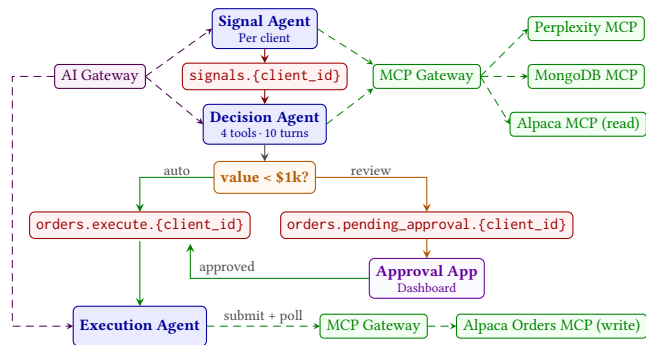 Signal Agent
Per client
Perplexity MCP
AI Gateway
signals.{client_id}
MCP Gateway
MongoDB MCP
Decision Agent
4 tools · 10 turns
Alpaca MCP (read)
auto
value < $1k?
review
orders.execute.{client_id}
orders.pending_approval.{client_id}
approved
Approval App
Dashboard
Execution Agent
submit + poll
MCP Gateway
Alpaca Orders MCP (write)